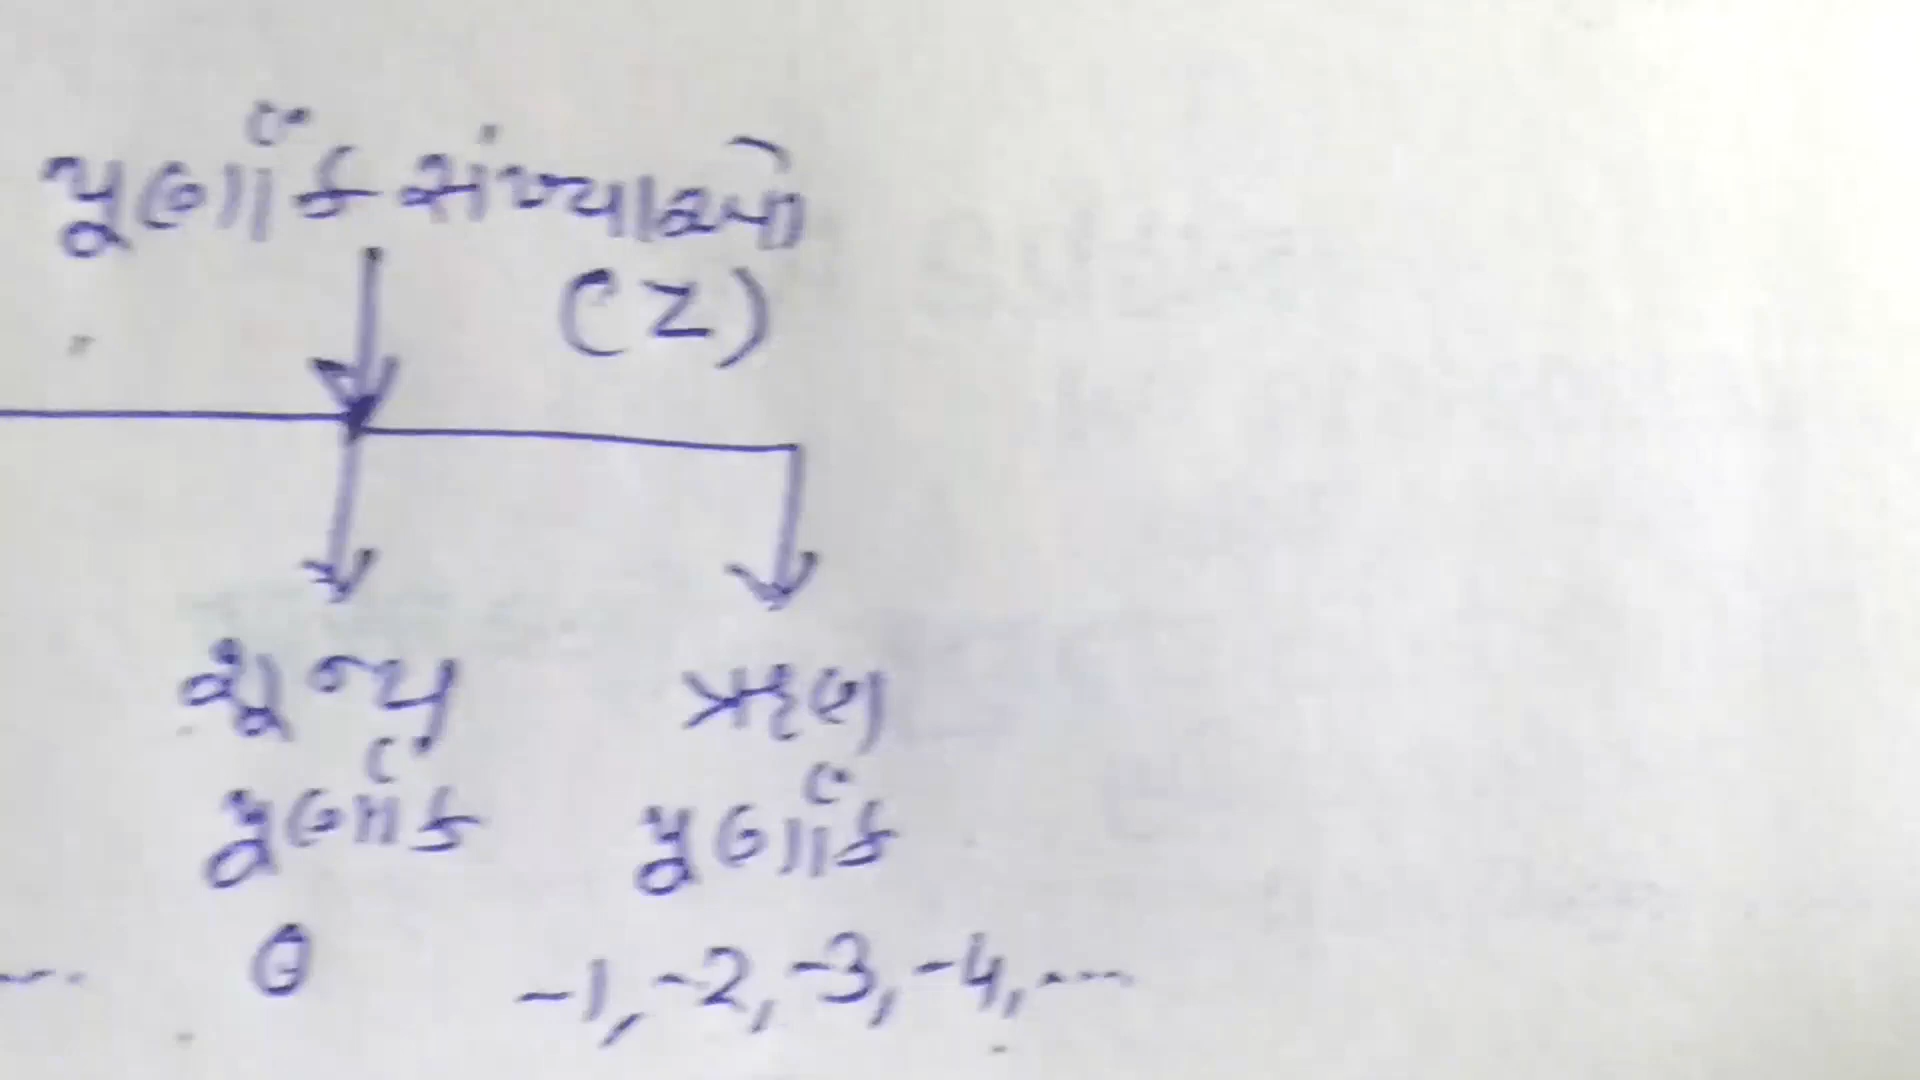 પૂર્ણાંક સંખ્યાઓ
(Z)
શૂન્ય
પૂર્ણાંક
ઋણ
પૂર્ણાંક
.... 0
-1, -2, -3, -4, ....